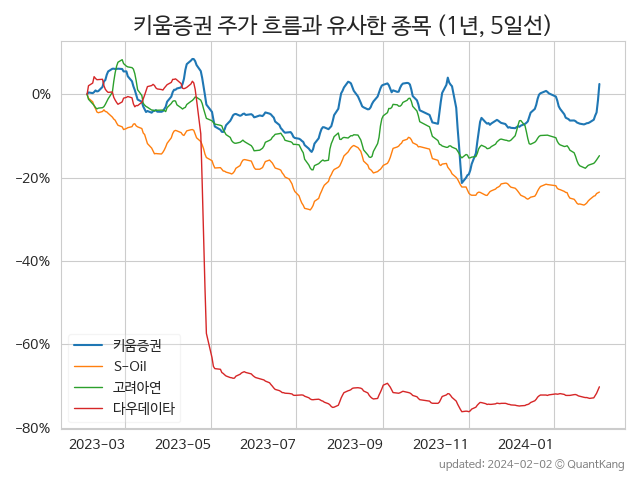 키움증권 주가 흐름과 유사한 종목 (1년, 5일선)
0%
−20%
−40%
−60%
−80%
키움증권
S-Oil
고려아연
다우데이타
2023-03
2023-05
2023-07
2023-09
2023-11
2024-01
updated: 2024-02-02 © QuantKang